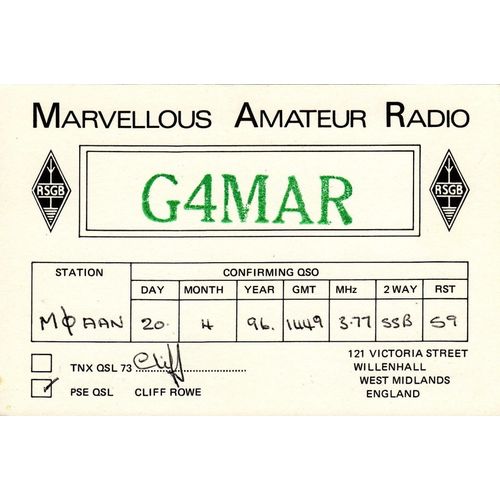 MARVELLOUS AMATEUR RADIO
RSGB G4MAR RSGB
STATION CONFIRMING QSO
DAY MONTH YEAR GMT MHz 2 WAY RST
MØAAN 20. 4 96. 1449 3.77 SSB 59
TNX QSL 73 Cliff 121 VICTORIA STREET
WILLENHALL
PSE QSL CLIFF ROWE WEST MIDLANDS
ENGLAND